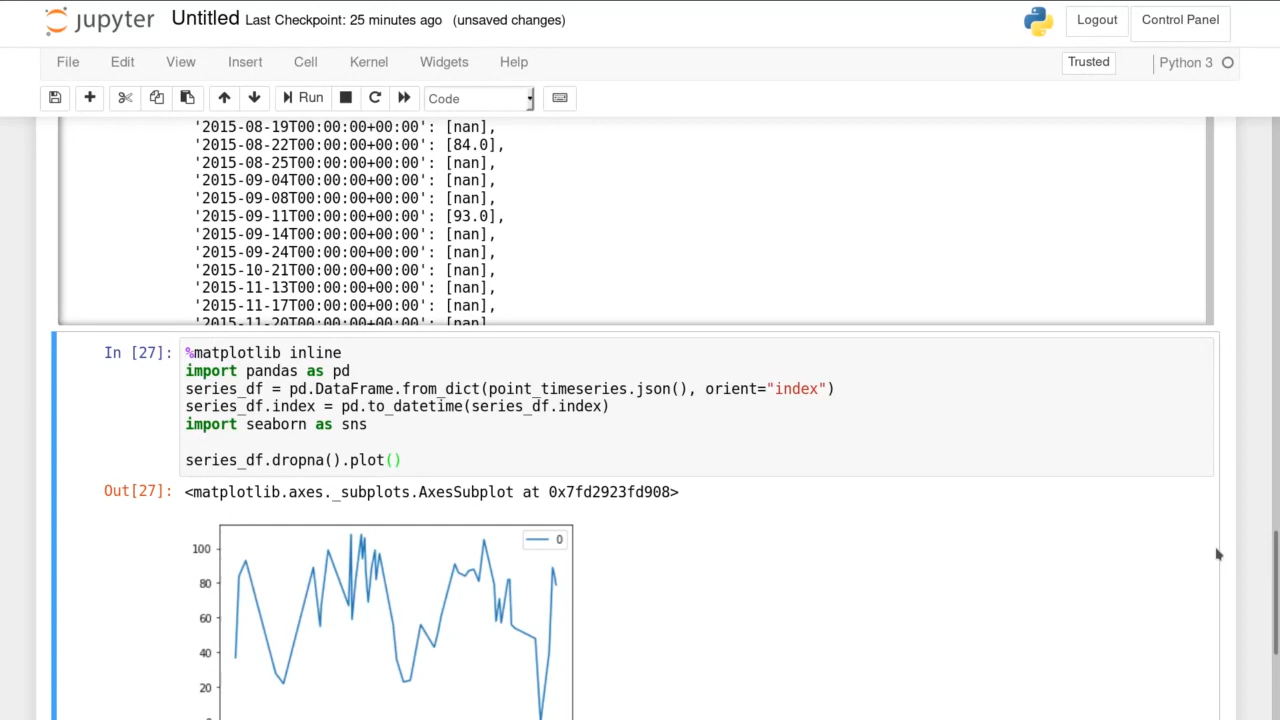 jupyter Untitled Last Checkpoint: 25 minutes ago (unsaved changes) Logout Control Panel
File Edit View Insert Cell Kernel Widgets Help Trusted Python 3
Run Code
'2015-08-19T00:00:00+00:00': [nan],
'2015-08-22T00:00:00+00:00': [84.0],
'2015-08-25T00:00:00+00:00': [nan],
'2015-09-04T00:00:00+00:00': [nan],
'2015-09-08T00:00:00+00:00': [nan],
'2015-09-11T00:00:00+00:00': [93.0],
'2015-09-14T00:00:00+00:00': [nan],
'2015-09-24T00:00:00+00:00': [nan],
'2015-10-21T00:00:00+00:00': [nan],
'2015-11-13T00:00:00+00:00': [nan],
'2015-11-17T00:00:00+00:00': [nan],
'2015-11-20T00:00:00+00:00': [nan]
In [27]: %matplotlib inline
import pandas as pd
series_df = pd.DataFrame.from_dict(point_timeseries.json(), orient="index")
series_df.index = pd.to_datetime(series_df.index)
import seaborn as sns
series_df.dropna().plot()
Out[27]: <matplotlib.axes._subplots.AxesSubplot at 0x7fd2923fd908>
0
100
80
60
40
20